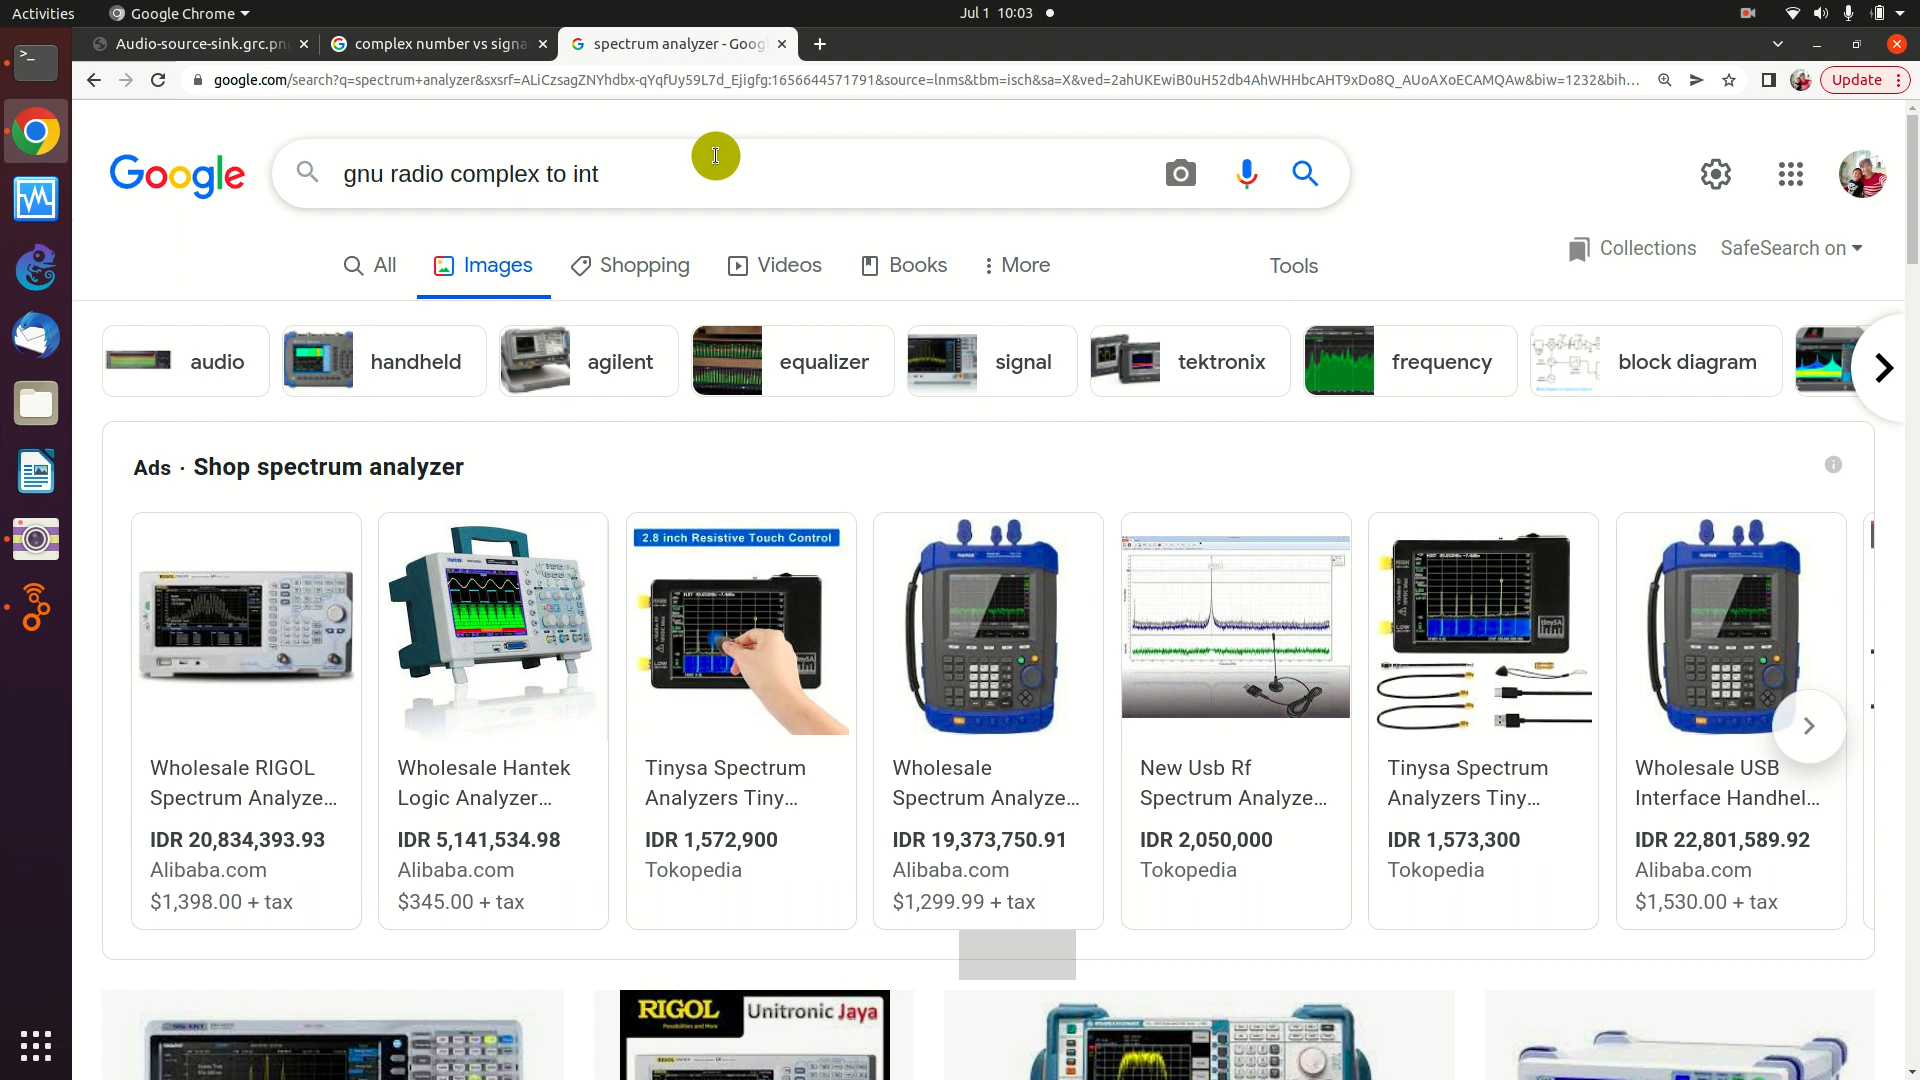 Activities
Google Chrome
Jul 1 10:03
Audio-source-sink.grc.pn
complex number vs signa
spectrum analyzer - Goog
google.com/search?q=spectrum+analyzer&sxsrf=ALiCzsagZNYhdbx-qYqfUy59L7d_Ejigfg:1656644571791&source=lnms&tbm=isch&sa=X&ved=2ahUKEwiB0uH52db4AhWHHbcAHT9xDo8Q_AUoAXoECAMQAw&biw=1232&bih...
Update
Google
gnu radio complex to int
All
Images
Shopping
Videos
Books
More
Tools
Collections
SafeSearch on
audio
handheld
agilent
equalizer
signal
tektronix
frequency
block diagram
Ads · Shop spectrum analyzer
2.8 inch Resistive Touch Control
Wholesale RIGOL
Spectrum Analyze...
IDR 20,834,393.93
Alibaba.com
$1,398.00 + tax
Wholesale Hantek
Logic Analyzer...
IDR 5,141,534.98
Alibaba.com
$345.00 + tax
Tinysa Spectrum
Analyzers Tiny...
IDR 1,572,900
Tokopedia
Wholesale
Spectrum Analyze...
IDR 19,373,750.91
Alibaba.com
$1,299.99 + tax
New Usb Rf
Spectrum Analyze...
IDR 2,050,000
Tokopedia
Tinysa Spectrum
Analyzers Tiny...
IDR 1,573,300
Tokopedia
Wholesale USB
Interface Handhel...
IDR 22,801,589.92
Alibaba.com
$1,530.00 + tax
RIGOL
Unitronic Jaya